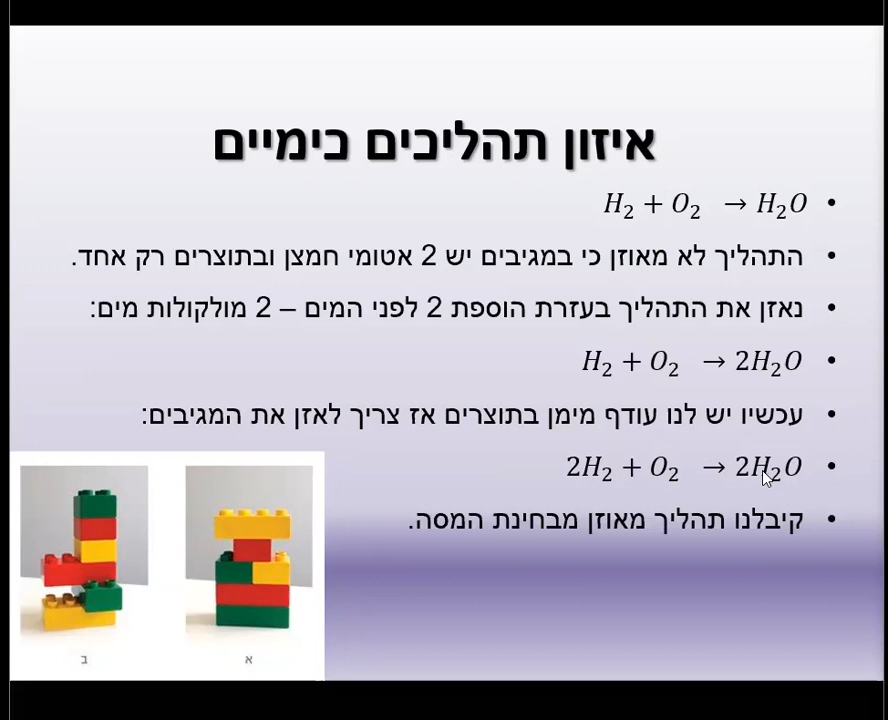 איזון תהליכים כימיים
• H₂ + O₂ → H₂O
• התהליך לא מאוזן כי במגיבים יש 2 אטומי חמצן ובתוצרים רק אחד.
• נאזן את התהליך בעזרת הוספת 2 לפני המים – 2 מולקולות מים:
• H₂ + O₂ → 2H₂O
• עכשיו יש לנו עודף מימן בתוצרים אז צריך לאזן את המגיבים:
• 2H₂ + O₂ → 2H₂O
• קיבלנו תהליך מאוזן מבחינת המסה.
א
ב